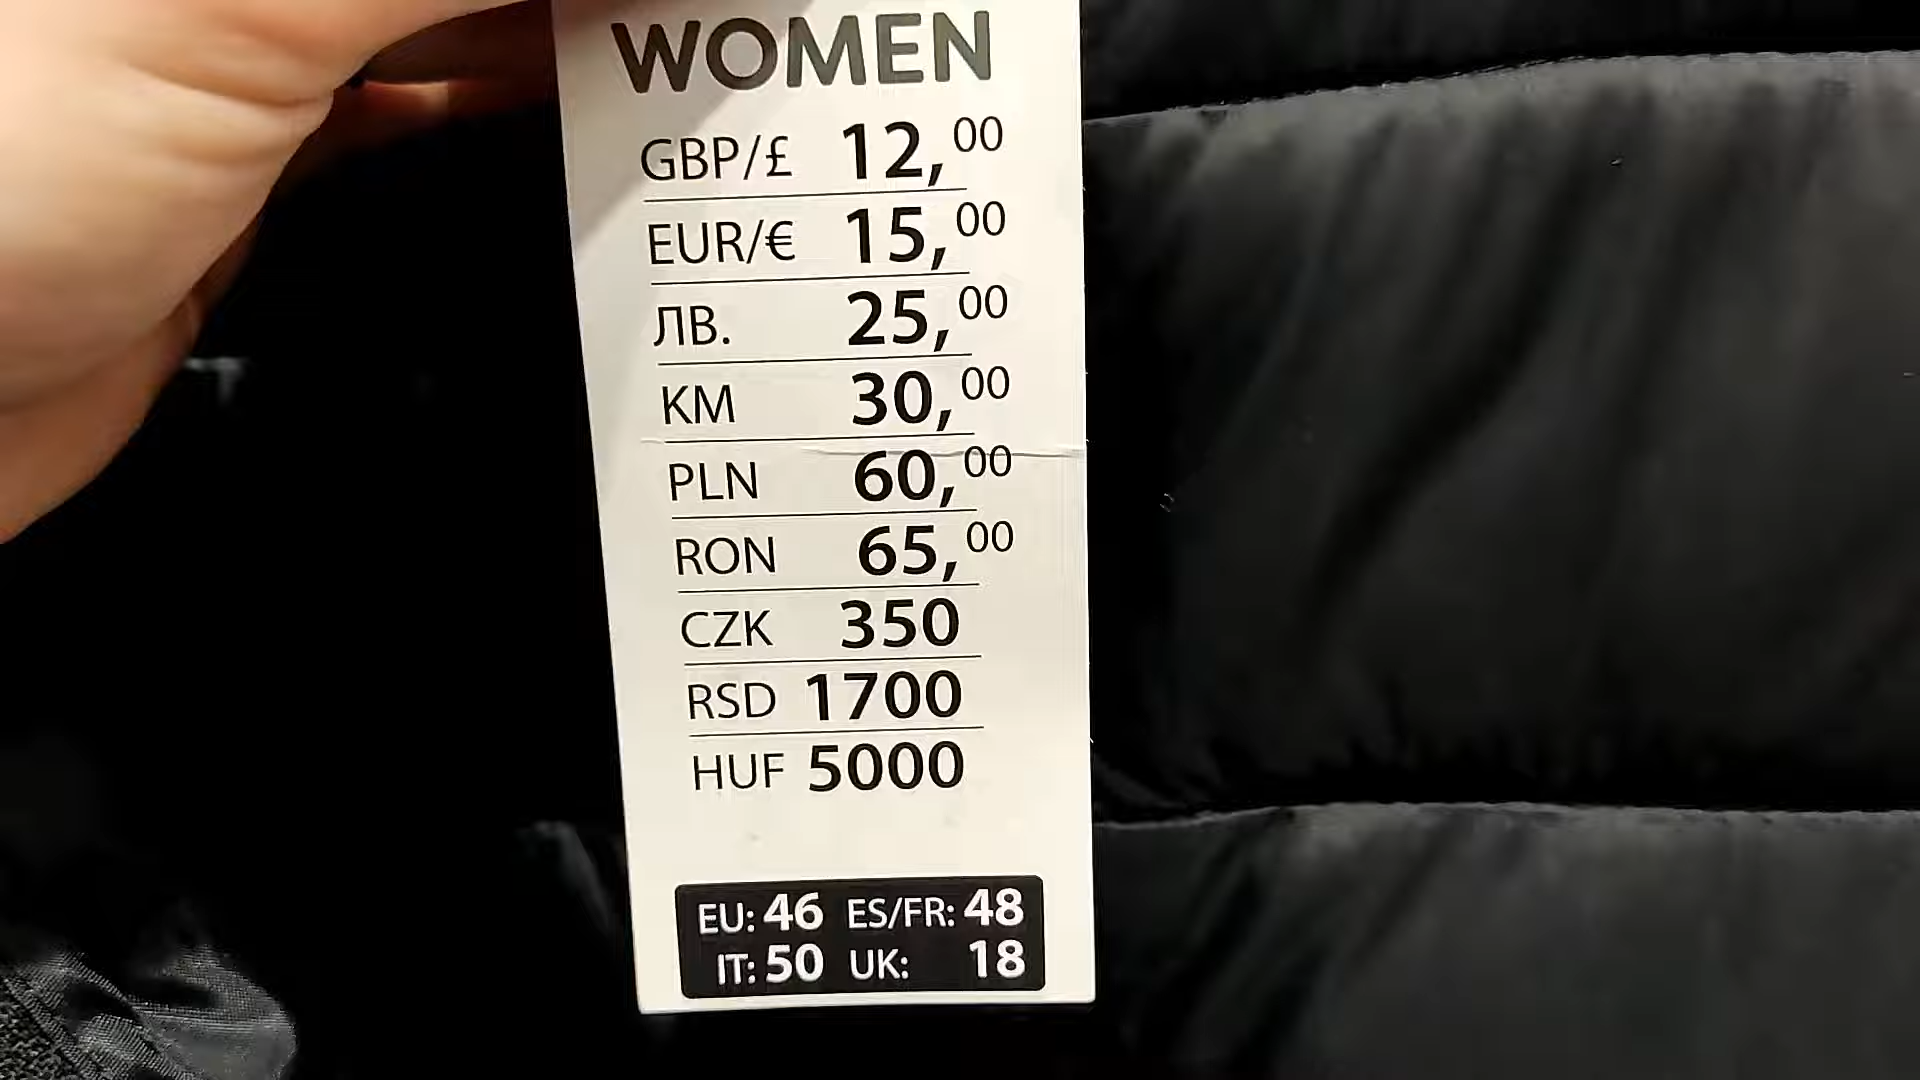 WOMEN
GBP/£ 12,00
EUR/€ 15,00
ЛВ. 25,00
KM 30,00
PLN 60,00
RON 65,00
CZK 350
RSD 1700
HUF 5000
EU: 46 ES/FR: 48
IT: 50 UK: 18